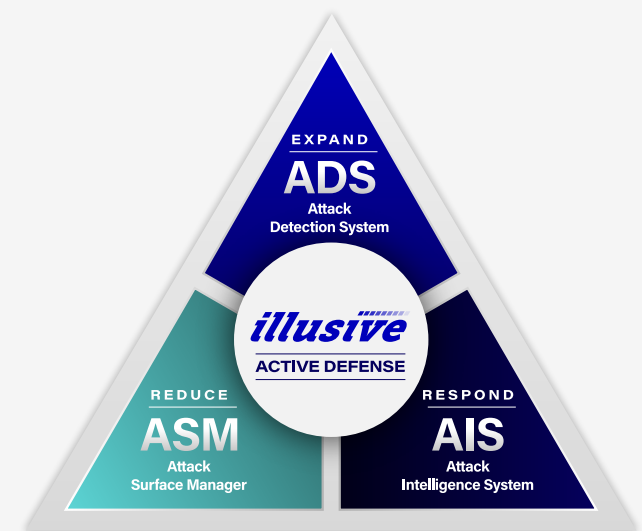 EXPAND
ADS
Attack
Detection System
illusive
ACTIVE DEFENSE
REDUCE
ASM
Attack
Surface Manager
RESPOND
AIS
Attack
Intelligence System